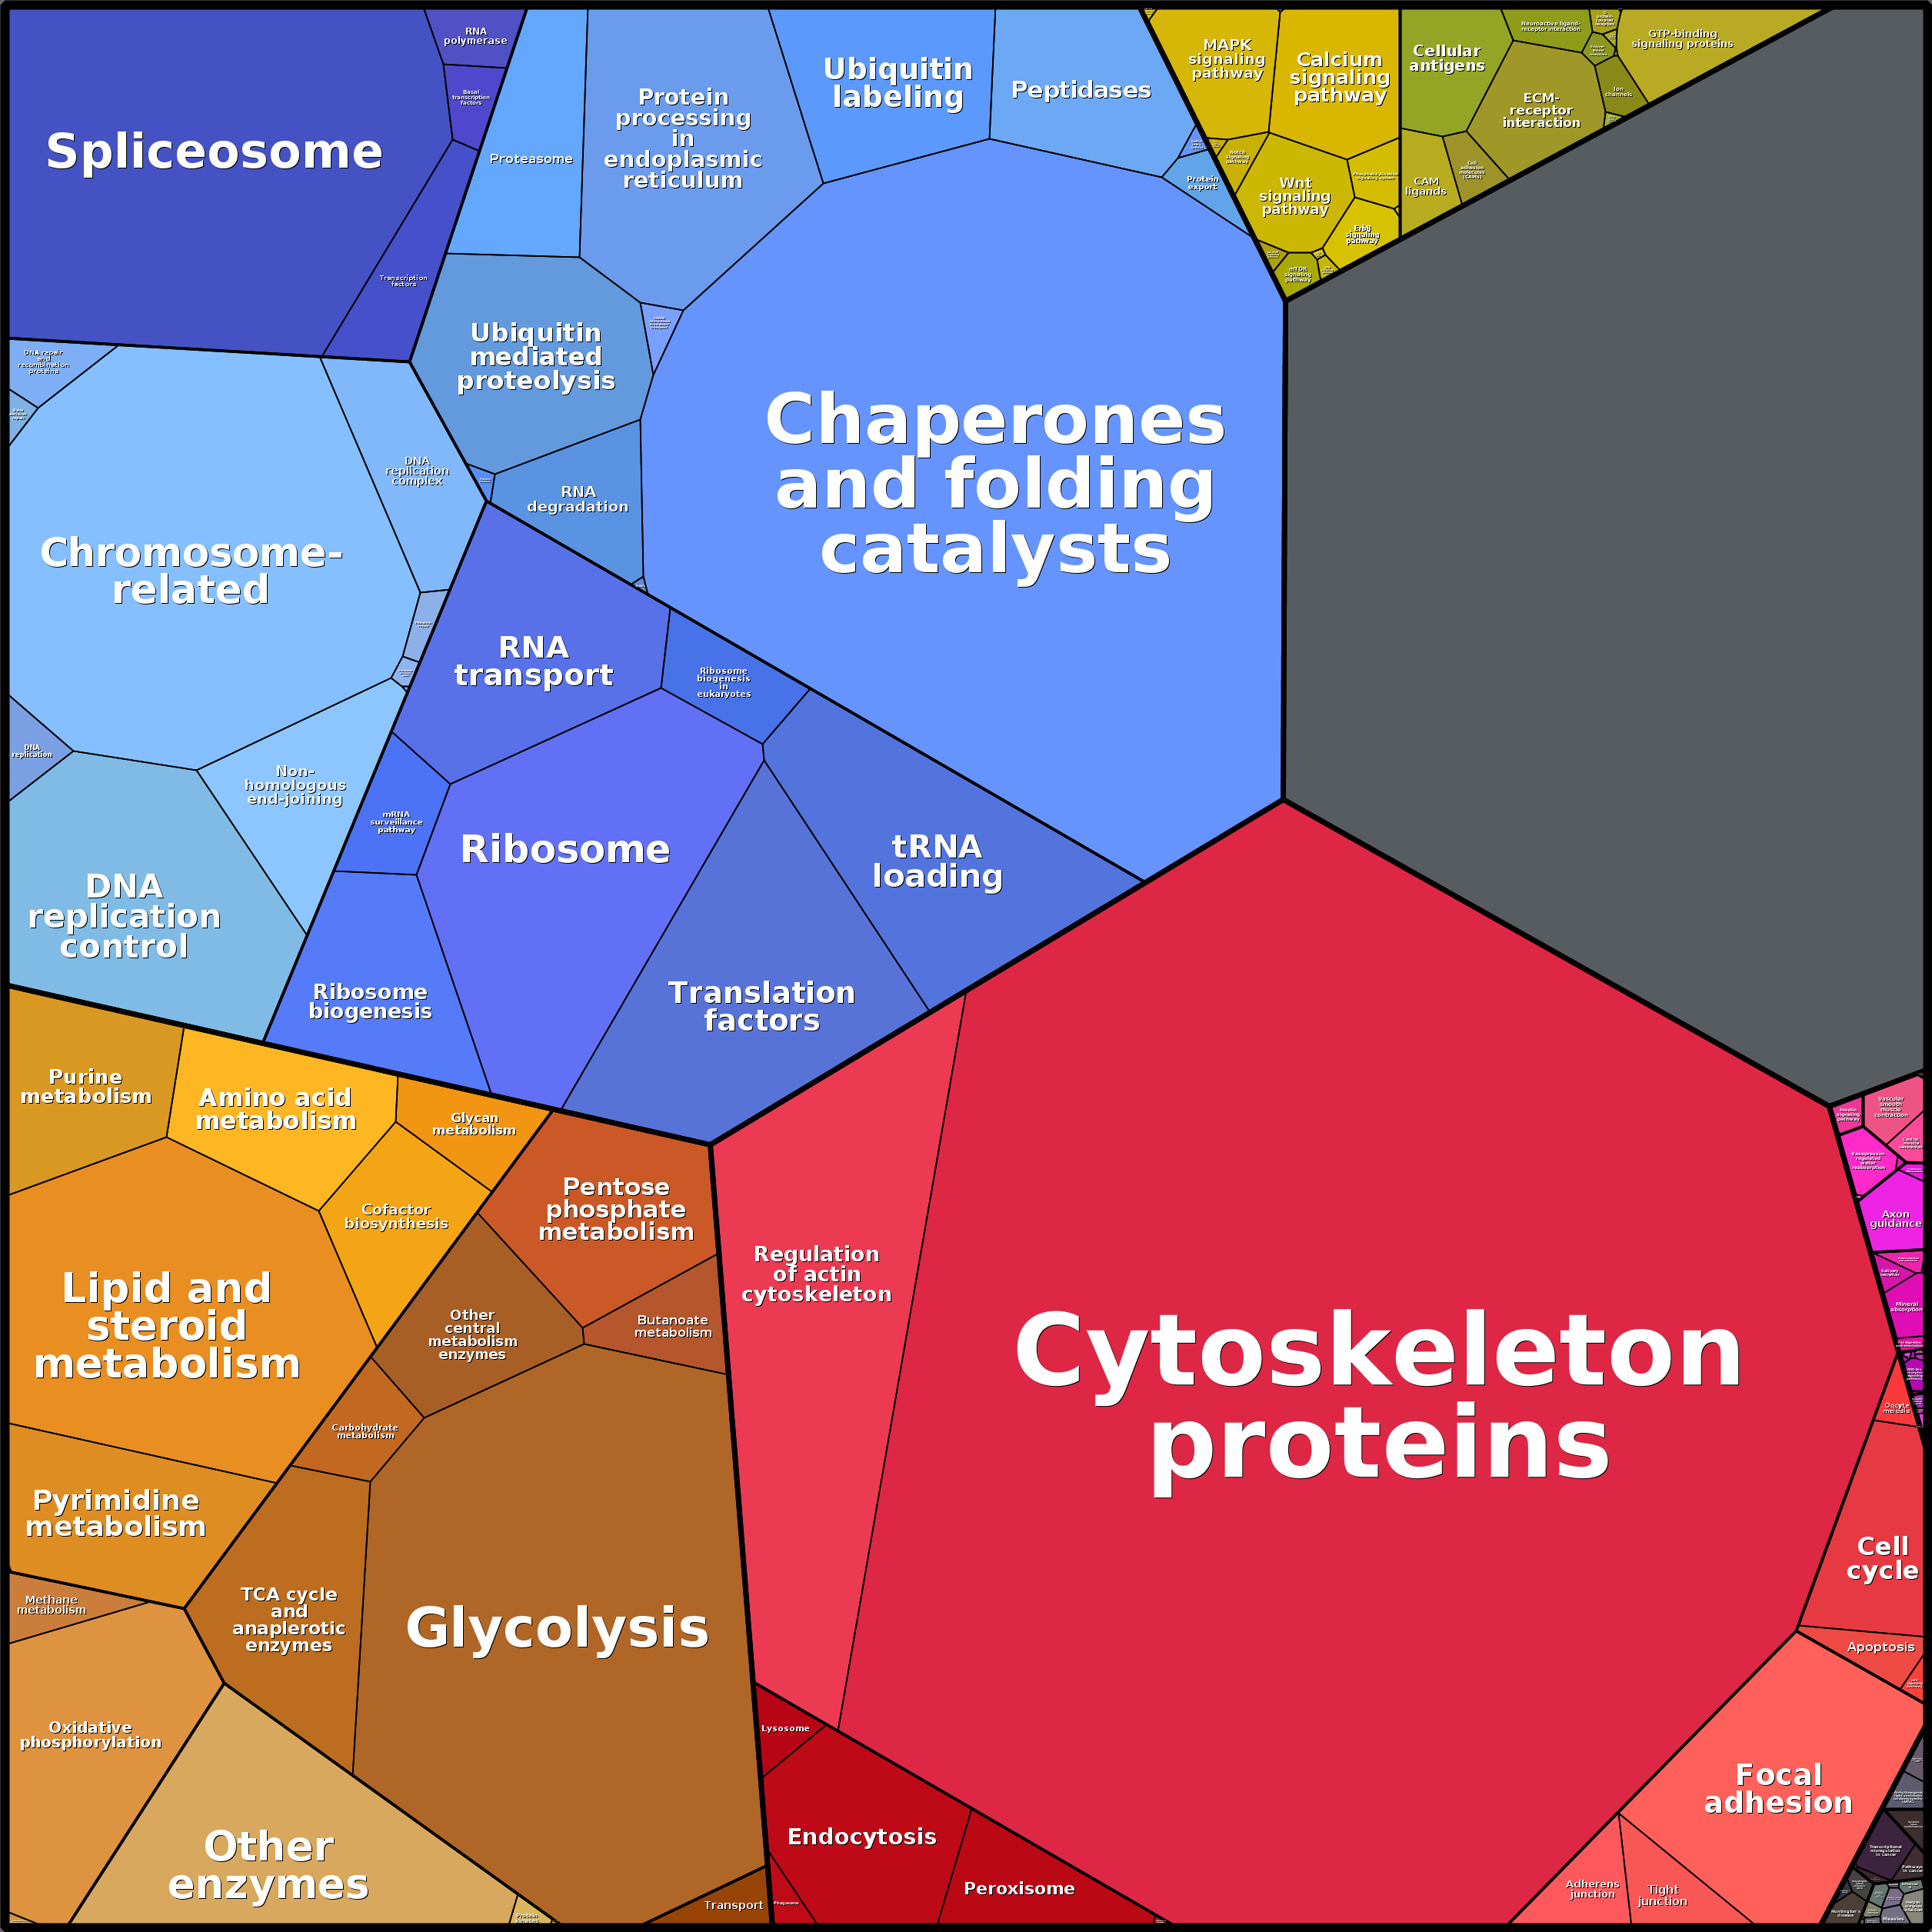 Spliceosome
RNA
polymerase
Basal
transcription
factors
Transcription
factors
Proteasome
Protein
processing
in
endoplasmic
reticulum
Ubiquitin
labeling
Peptidases
Protein
export
Ubiquitin
mediated
proteolysis
RNA
degradation
Chaperones
and folding
catalysts
MAPK
signaling
pathway
Calcium
signaling
pathway
Notch
signaling
pathway
Wnt
signaling
pathway
ErbB
signaling
pathway
mTOR
signaling
pathway
Cellular
antigens
Neuroactive ligand-
receptor interaction
GTP-binding
signaling proteins
ECM-
receptor
interaction
Ion
channels
CAM
ligands
Cell
adhesion
molecules
(CAMs)
DNA repair
and
recombination
proteins
DNA
replication
complex
Chromosome-
related
DNA
replication
Non-
homologous
end-joining
DNA
replication
control
RNA
transport
Ribosome
biogenesis
in
eukaryotes
mRNA
surveillance
pathway
Ribosome
tRNA
loading
Ribosome
biogenesis
Translation
factors
Purine
metabolism
Amino acid
metabolism
Glycan
metabolism
Cofactor
biosynthesis
Lipid and
steroid
metabolism
Pyrimidine
metabolism
Pentose
phosphate
metabolism
Other
central
metabolism
enzymes
Butanoate
metabolism
Carbohydrate
metabolism
TCA cycle
and
anaplerotic
enzymes
Glycolysis
Methane
metabolism
Oxidative
phosphorylation
Other
enzymes
Protein
kinases
Transport
Regulation
of actin
cytoskeleton
Cytoskeleton
proteins
Lysosome
Endocytosis
Phagosome
Peroxisome
Insulin
signaling
pathway
Vascular
smooth
muscle
contraction
Vasopressin-
regulated
water
reabsorption
Axon
guidance
Mineral
absorption
Oocyte
meiosis
Cell
cycle
Apoptosis
Focal
adhesion
Adherens
junction
Tight
junction
Transcriptional
misregulation
in cancer
Pathways
in cancer
Huntington's
disease